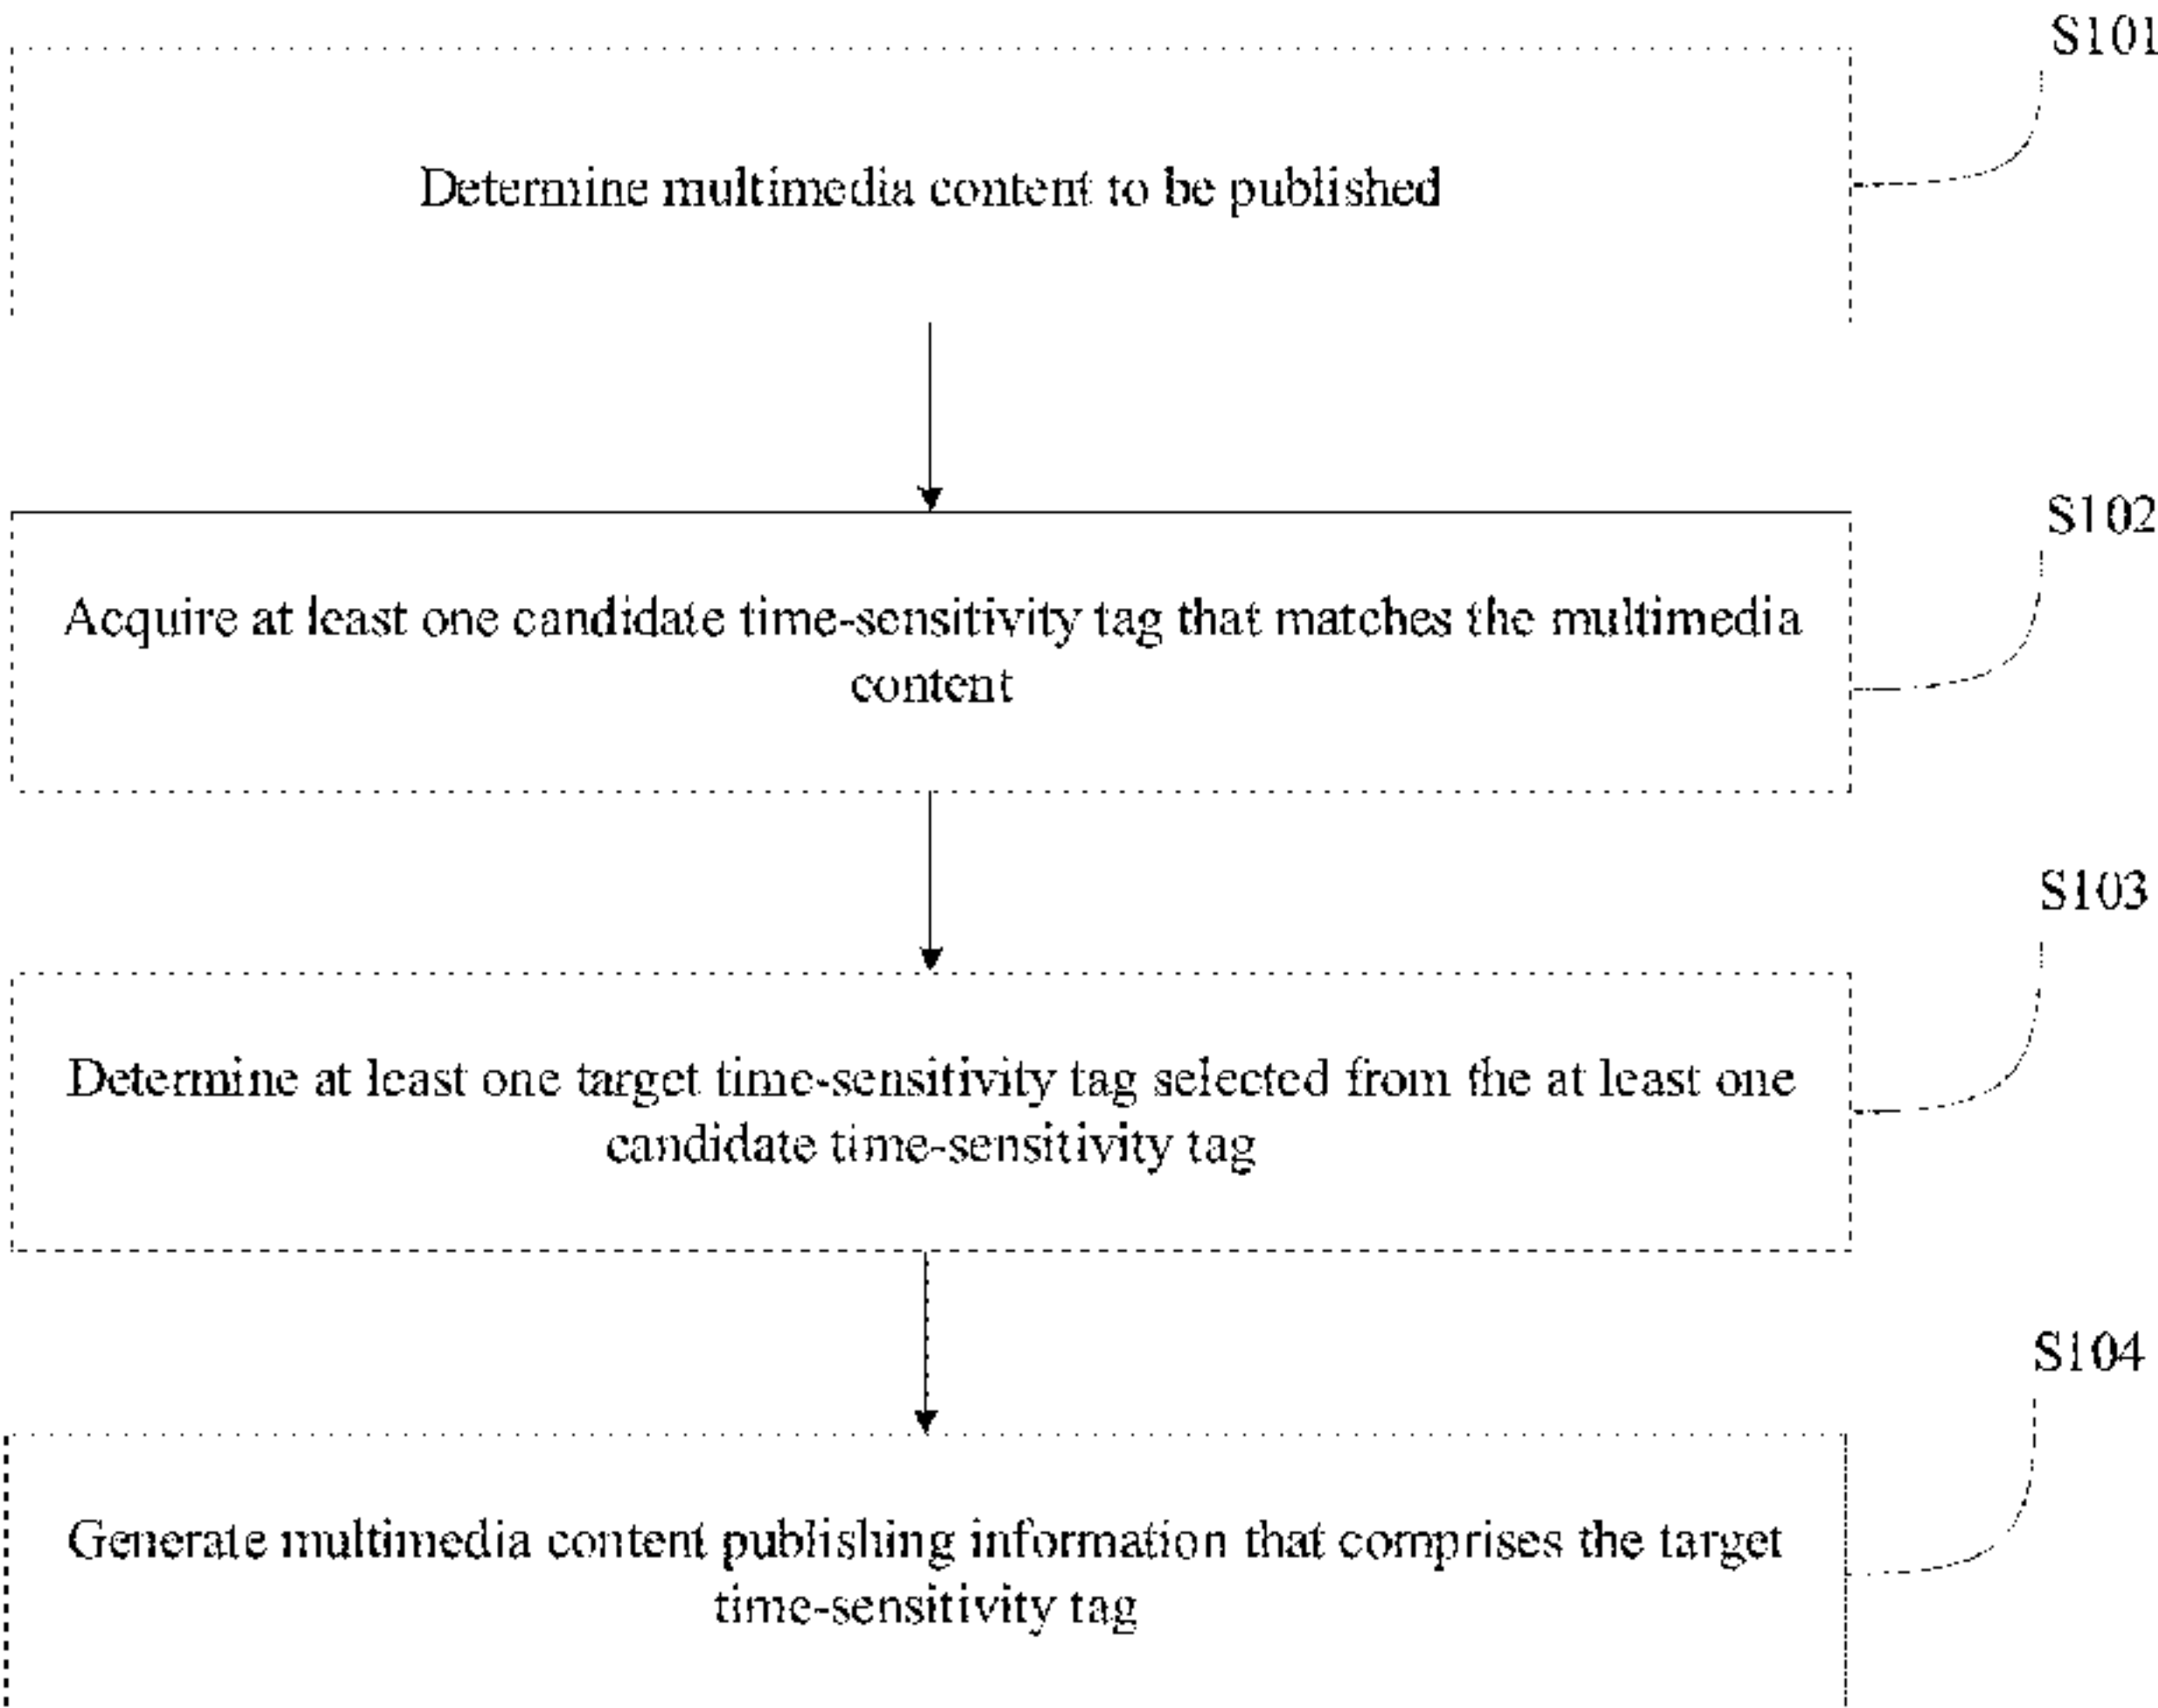 S101
Determine multimedia content to be published
S102
Acquire at least one candidate time-sensitivity tag that matches the multimedia
content
S103
Determine at least one target time-sensitivity tag selected from the at least one
candidate time-sensitivity tag
S104
Generate multimedia content publishing information that comprises the target
time-sensitivity tag